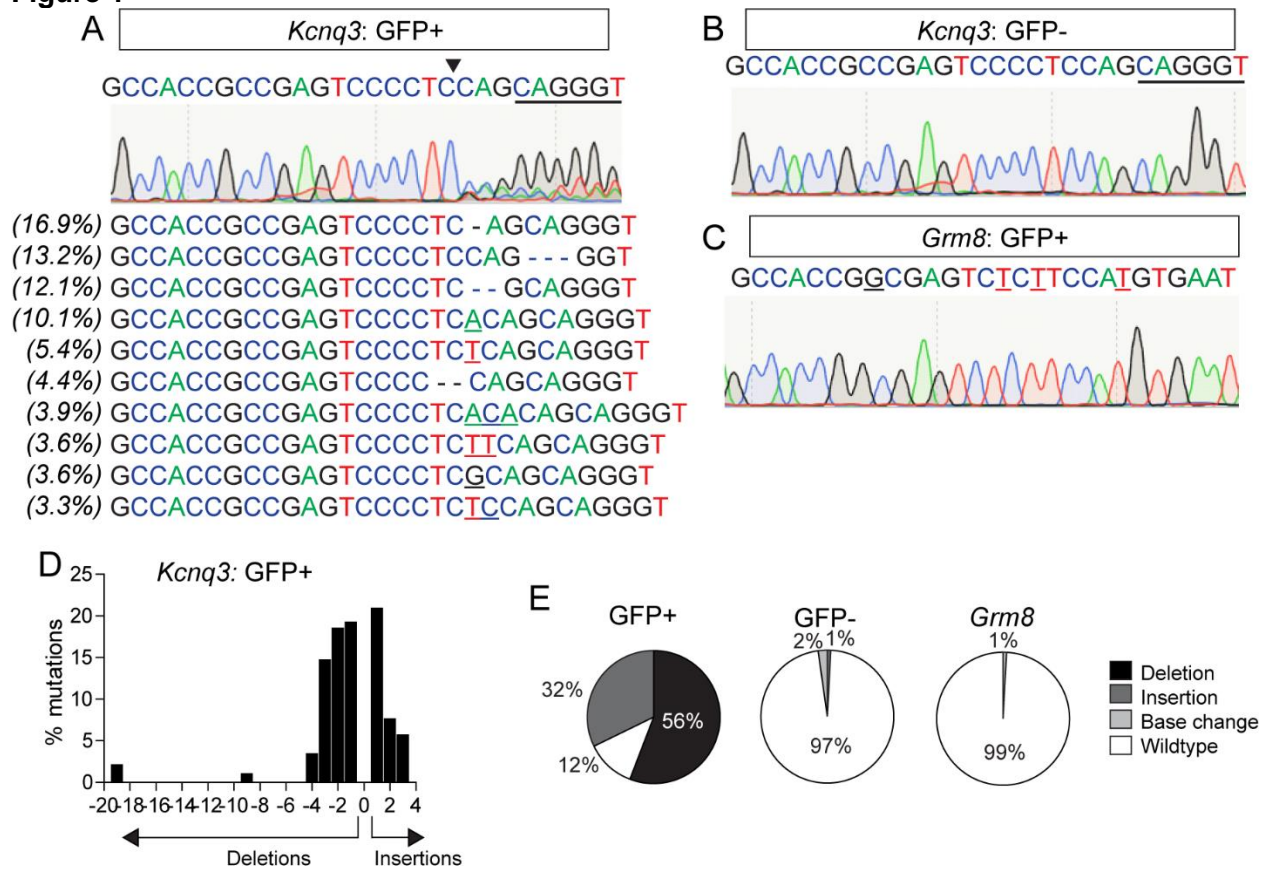 Figure
A
Kcnq3: GFP+
GCCACCGCCGAGTCCCCTCCAGCAGGGT
(16.9%) GCCACCGCCGAGTCCCCTC - AGCAGGGT
(13.2%) GCCACCGCCGAGTCCCCTCCAG - - - GGT
(12.1%) GCCACCGCCGAGTCCCCTC - - GCAGGGT
(10.1%) GCCACCGCCGAGTCCCCTCACAGCAGGGT
(5.4%) GCCACCGCCGAGTCCCCTCTCAGCAGGGT
(4.4%) GCCACCGCCGAGTCCCC - - CAGCAGGGT
(3.9%) GCCACCGCCGAGTCCCCTCACACAGCAGGGT
(3.6%) GCCACCGCCGAGTCCCCTCTTCAGCAGGGT
(3.6%) GCCACCGCCGAGTCCCCTCGCAGCAGGGT
(3.3%) GCCACCGCCGAGTCCCCTCTCCAGCAGGGT
B
Kcnq3: GFP-
GCCACCGCCGAGTCCCCTCCAGCAGGGT
C
Grm8: GFP+
GCCACCGGCGAGTCTCTTCCATGTGAAT
D
Kcnq3: GFP+
% mutations
25
20
15
10
5
0
-20 -18 -16 -14 -12 -10 -8 -6 -4 -2 0 2 4
Deletions
Insertions
E
GFP+
32%
56%
12%
GFP-
2%
1%
97%
Grm8
1%
99%
Deletion
Insertion
Base change
Wildtype